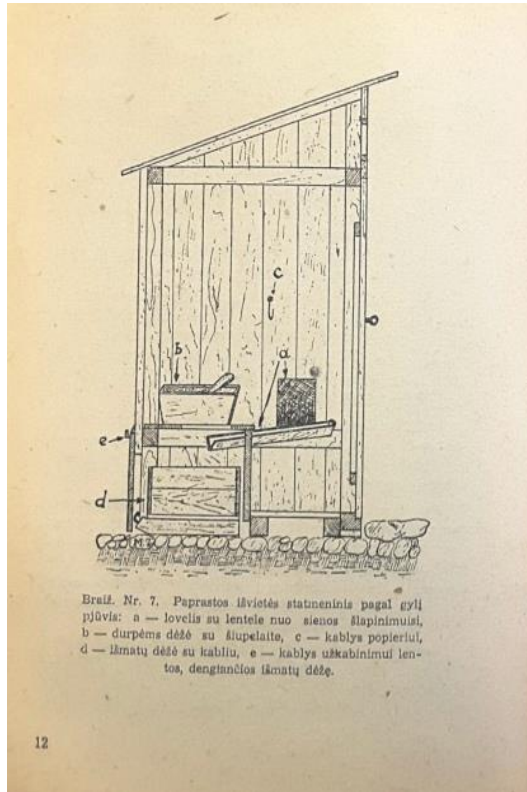 c
b
a
e
d
Braiž. Nr. 7. Paprastos išvietės statmeninis pagal gylį
pjūvis: a — lovelis su lentele nuo sienos šlapinimuisi,
b — durpėms dėžė su šiupelaite, c — kablys popieriui,
d — išmatų dėžė su kabliu, e — kablys užkabinimui len-
tos, dengiančios išmatų dėžę.
12